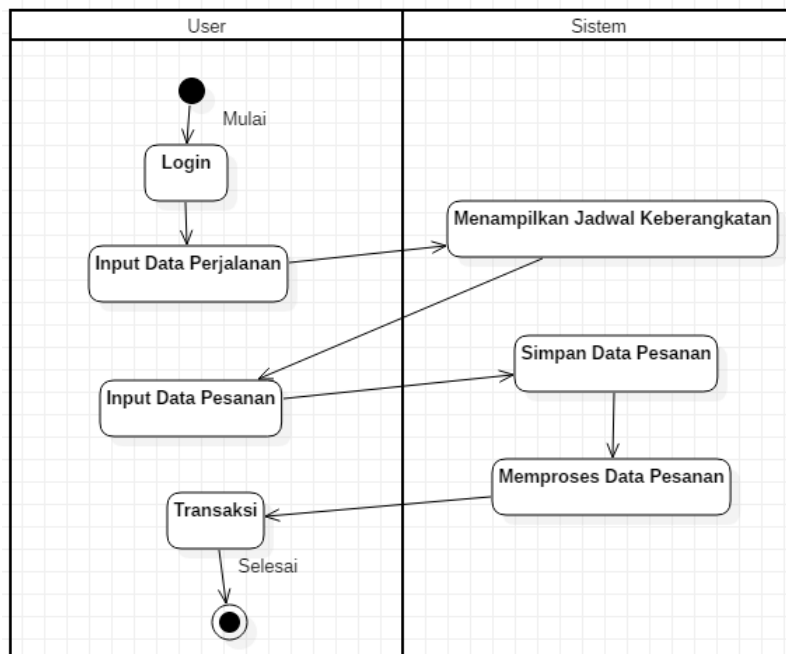 User
Sistem
Mulai
Login
Menampilkan Jadwal Keberangkatan
Input Data Perjalanan
Simpan Data Pesanan
Input Data Pesanan
Memproses Data Pesanan
Transaksi
Selesai